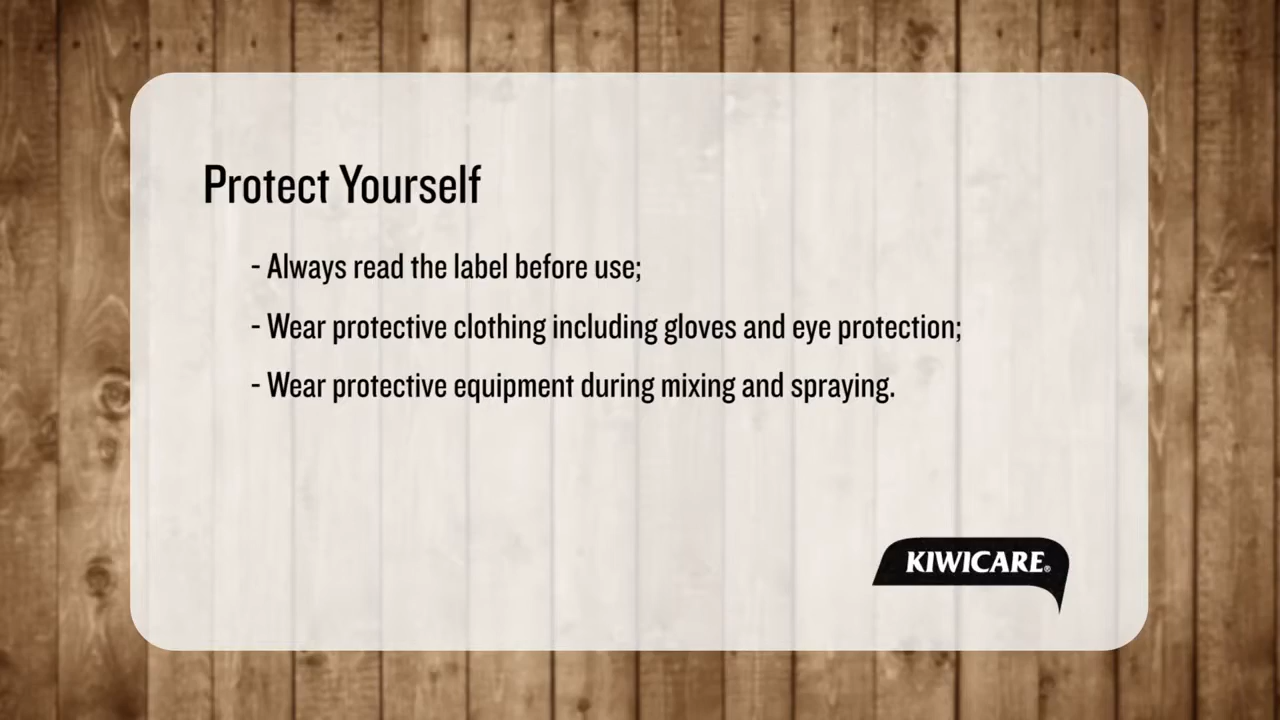 Protect Yourself
- Always read the label before use;
- Wear protective clothing including gloves and eye protection;
- Wear protective equipment during mixing and spraying.
KIWICARE®